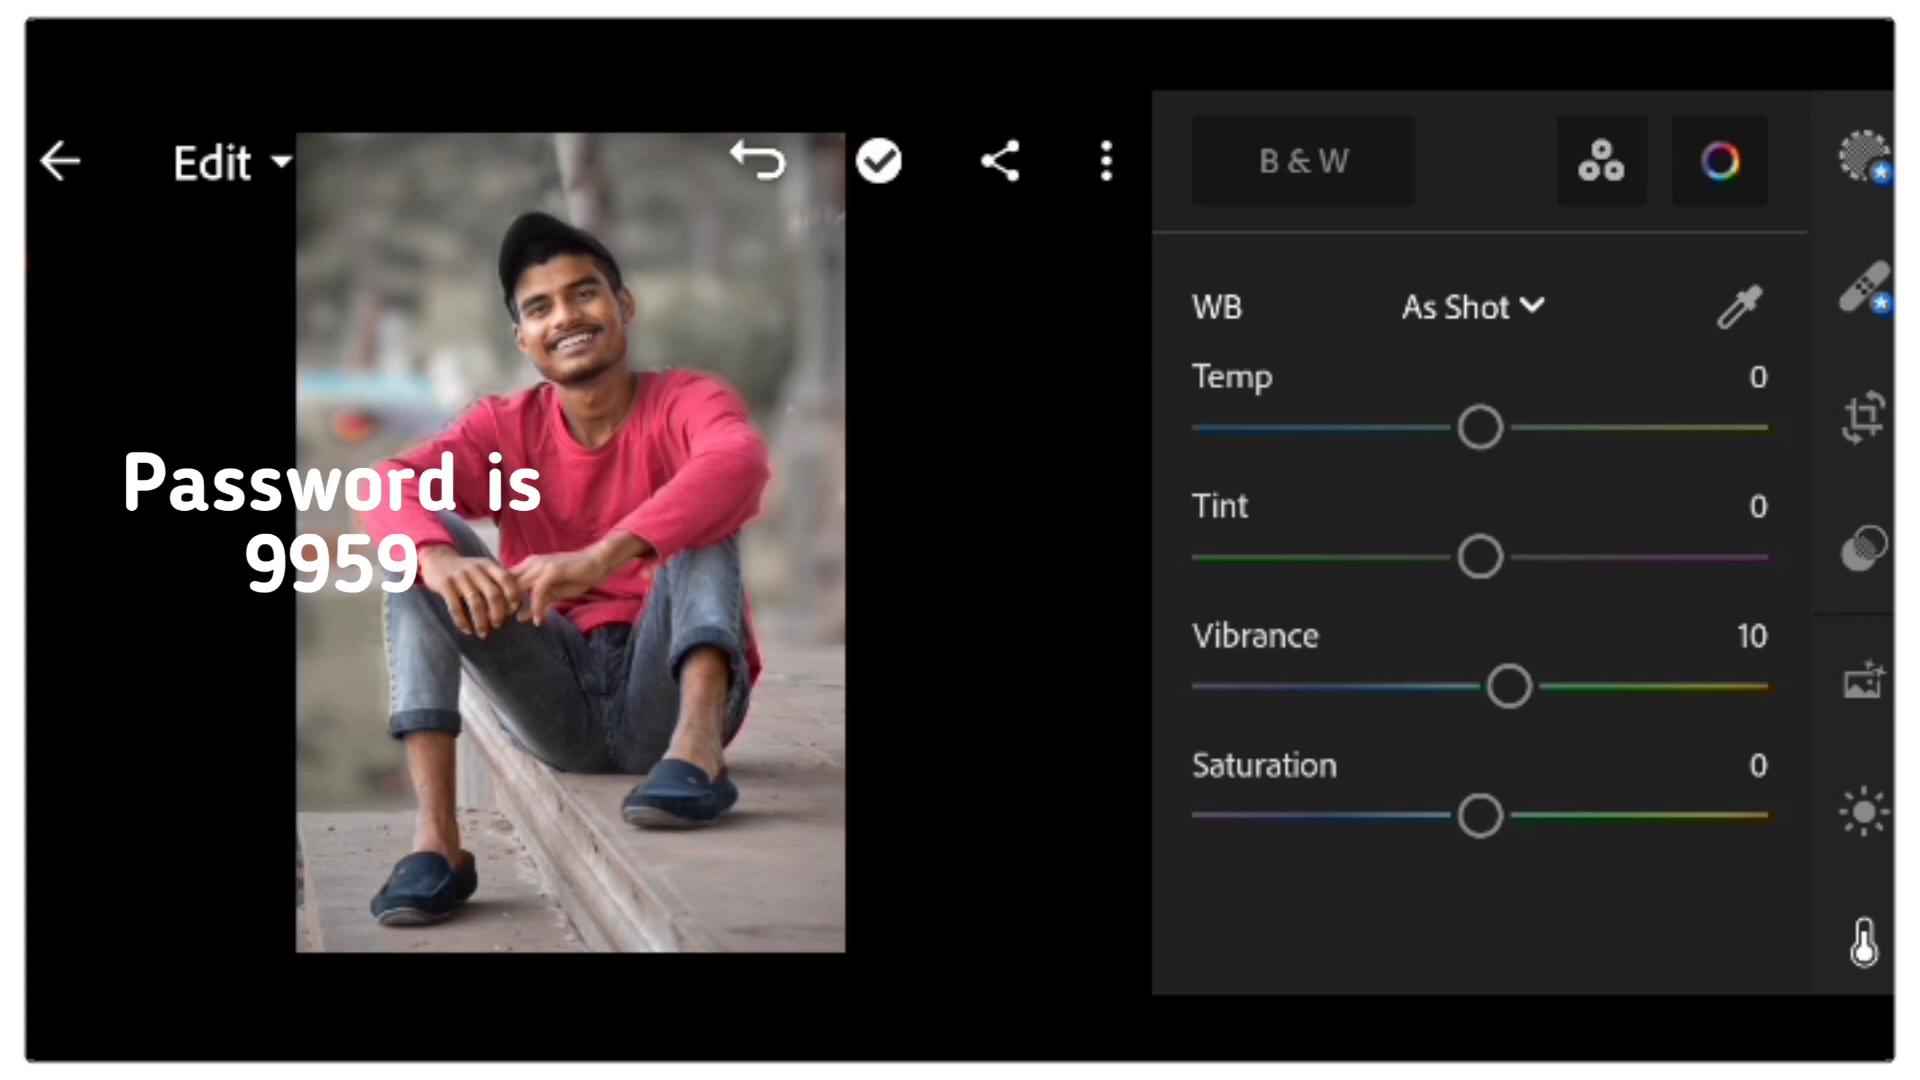 Edit
B & W
WB As Shot
Temp 0
Tint 0
Vibrance 10
Saturation 0
Password is
9959